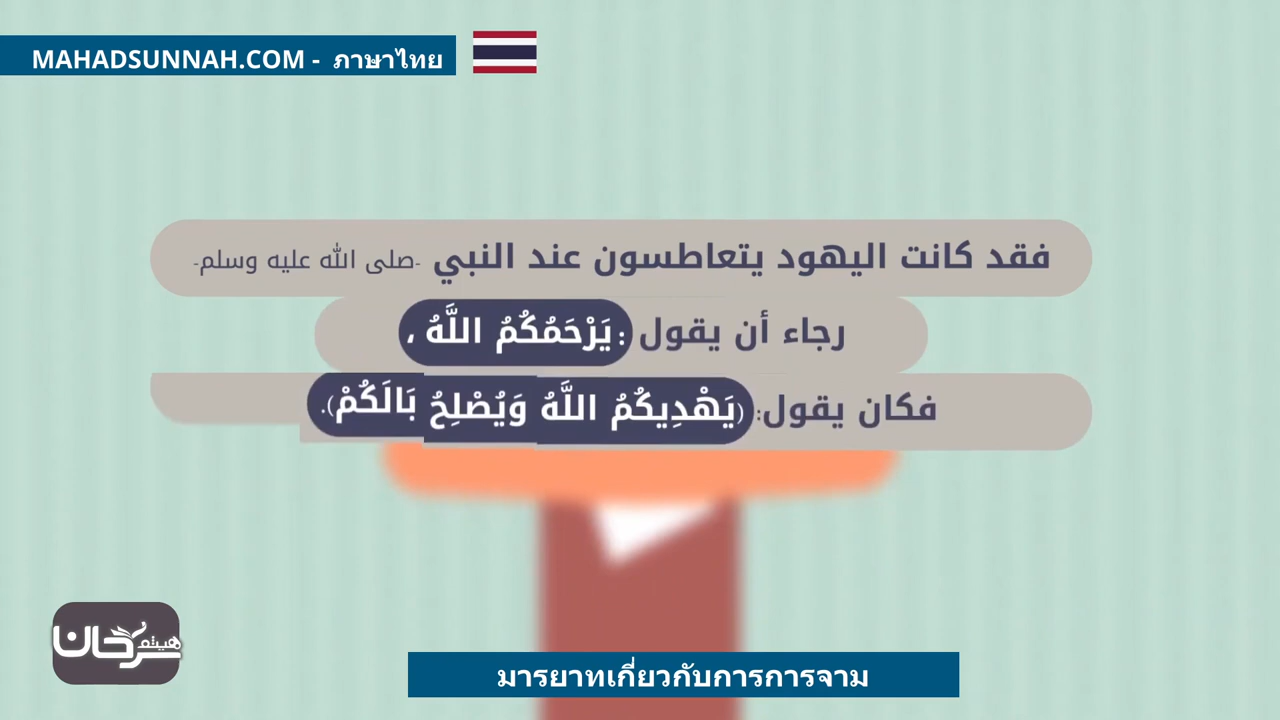 MAHADSUNNAH.COM - ภาษาไทย
فقد كانت اليهود يتعاطسون عند النبي -صلى الله عليه وسلم-
رجاء أن يقول: يَرْحَمُكُمُ اللَّهُ ،
فكان يقول: (يَهْدِيكُمُ اللَّهُ وَيُصْلِحُ بَالَكُمْ).
هيثم
سرحان
มารยาทเกี่ยวกับการการจาม